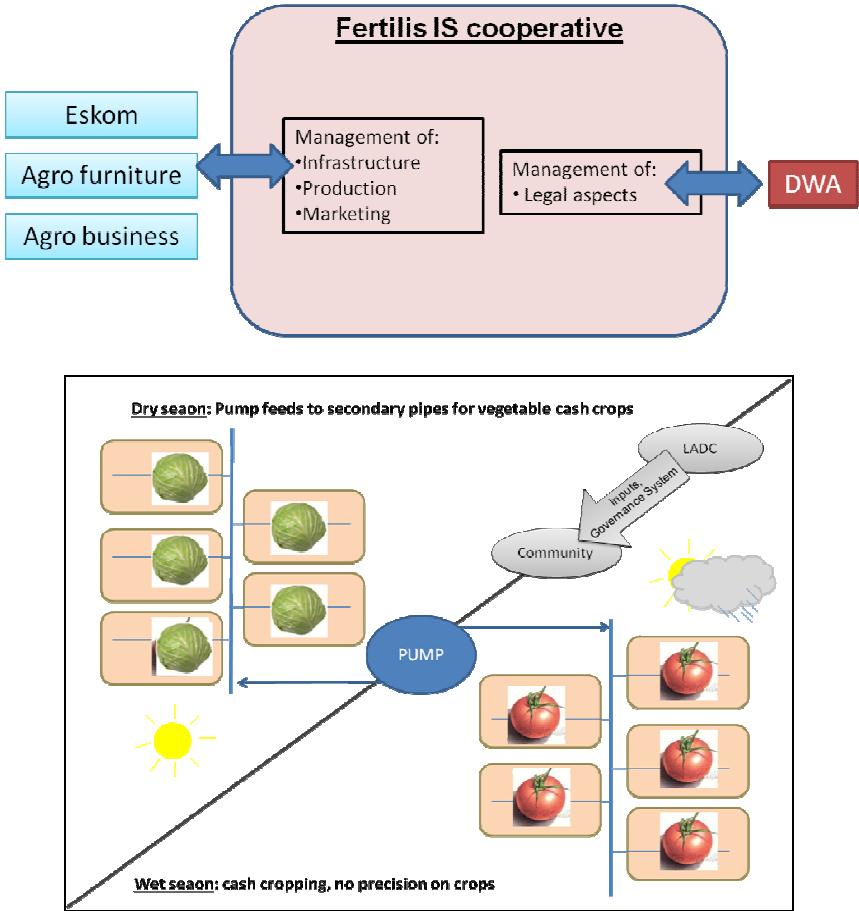 Fertilis IS cooperative
Eskom
Agro furniture
Agro business
Management of:
•Infrastructure
•Production
•Marketing
Management of:
• Legal aspects
DWA
Dry seaon: Pump feeds to secondary pipes for vegetable cash crops
LADC
Inputs,
Governance System
Community
PUMP
Wet seaon: cash cropping, no precision on crops